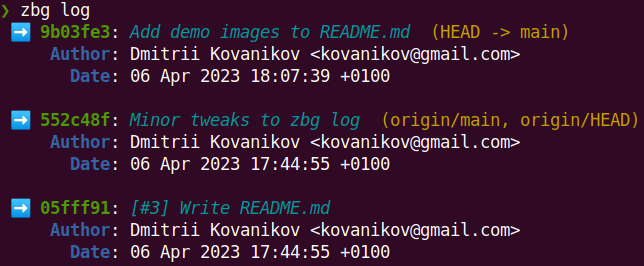 ❯ zbg log
➡ 9b03fe3: Add demo images to README.md (HEAD -> main)
Author: Dmitrii Kovanikov <kovanikov@gmail.com>
Date: 06 Apr 2023 18:07:39 +0100
➡ 552c48f: Minor tweaks to zbg log (origin/main, origin/HEAD)
Author: Dmitrii Kovanikov <kovanikov@gmail.com>
Date: 06 Apr 2023 17:44:55 +0100
➡ 05fff91: [#3] Write README.md
Author: Dmitrii Kovanikov <kovanikov@gmail.com>
Date: 06 Apr 2023 17:44:55 +0100